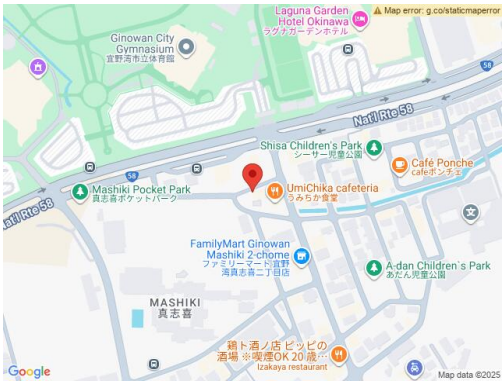 Laguna Garden
Hotel Okinawa
ラグナガーデンホテル
Map error: g.co/staticmaperror
Ginowan City
Gymnasium
宜野湾市立体育館
58
Nat'l Rte 58
Shisa Children's Park
シーサー児童公園
Café Ponche
cafeポンチェ
58
Mashiki Pocket Park
真志喜ポケットパーク
UmiChika cafeteria
うみちか食堂
Nat'l Rte 58
FamilyMart Ginowan
Mashiki 2-chome
ファミリーマート宜野
湾真志喜二丁目店
A-dan Children's Park
あだん児童公園
MASHIKI
真志喜
鶏ト酒ノ店 ピッピの
酒場 ※喫煙OK 20 歳…
Izakaya restaurant
Google
Map data ©2025